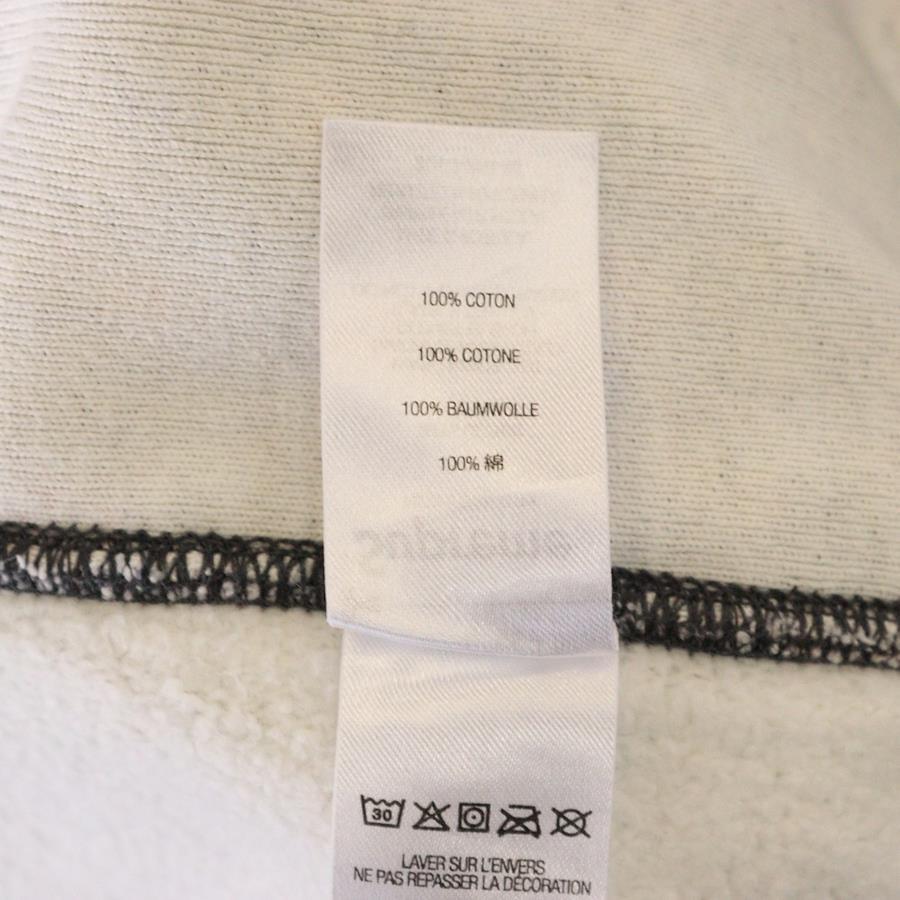 100% COTON
100% COTONE
100% BAUMWOLLE
100% 綿
30
LAVER SUR L'ENVERS
NE PAS REPASSER LA DÉCORATION